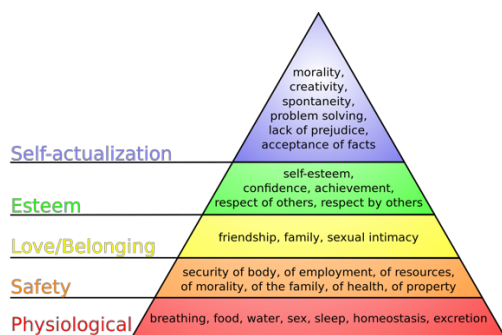 morality,
creativity,
spontaneity,
problem solving,
lack of prejudice,
acceptance of facts
Self-actualization
self-esteem,
confidence, achievement,
respect of others, respect by others
Esteem
friendship, family, sexual intimacy
Love/Belonging
security of body, of employment, of resources,
of morality, of the family, of health, of property
Safety
breathing, food, water, sex, sleep, homeostasis, excretion
Physiological